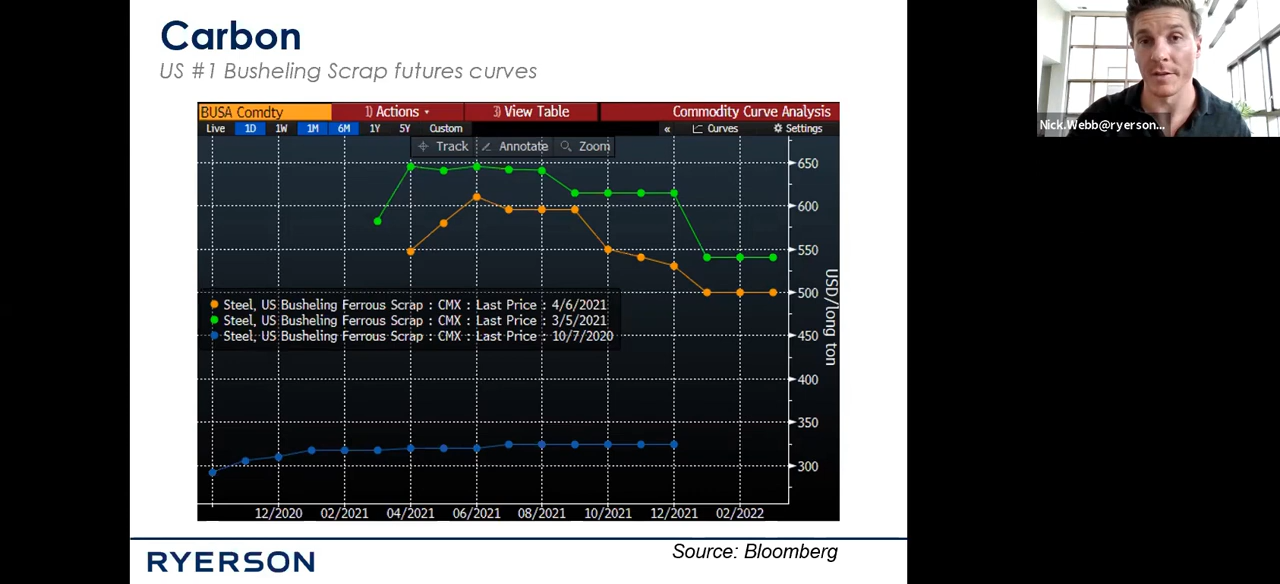 Carbon
US #1 Busheling Scrap futures curves
BUSA Comdty 1) Actions 3) View Table Commodity Curve Analysis
Live 1D 1W 1M 6M 1Y 5Y Custom « Curves Settings
Track Annotate Zoom
650
600
550
500
450
400
350
300
USD/long ton
Steel, US Busheling Ferrous Scrap : CMX : Last Price : 4/6/2021
Steel, US Busheling Ferrous Scrap : CMX : Last Price : 3/5/2021
Steel, US Busheling Ferrous Scrap : CMX : Last Price : 10/7/2020
12/2020 02/2021 04/2021 06/2021 08/2021 10/2021 12/2021 02/2022
RYERSON
Source: Bloomberg
Nick.Webb@ryerson...